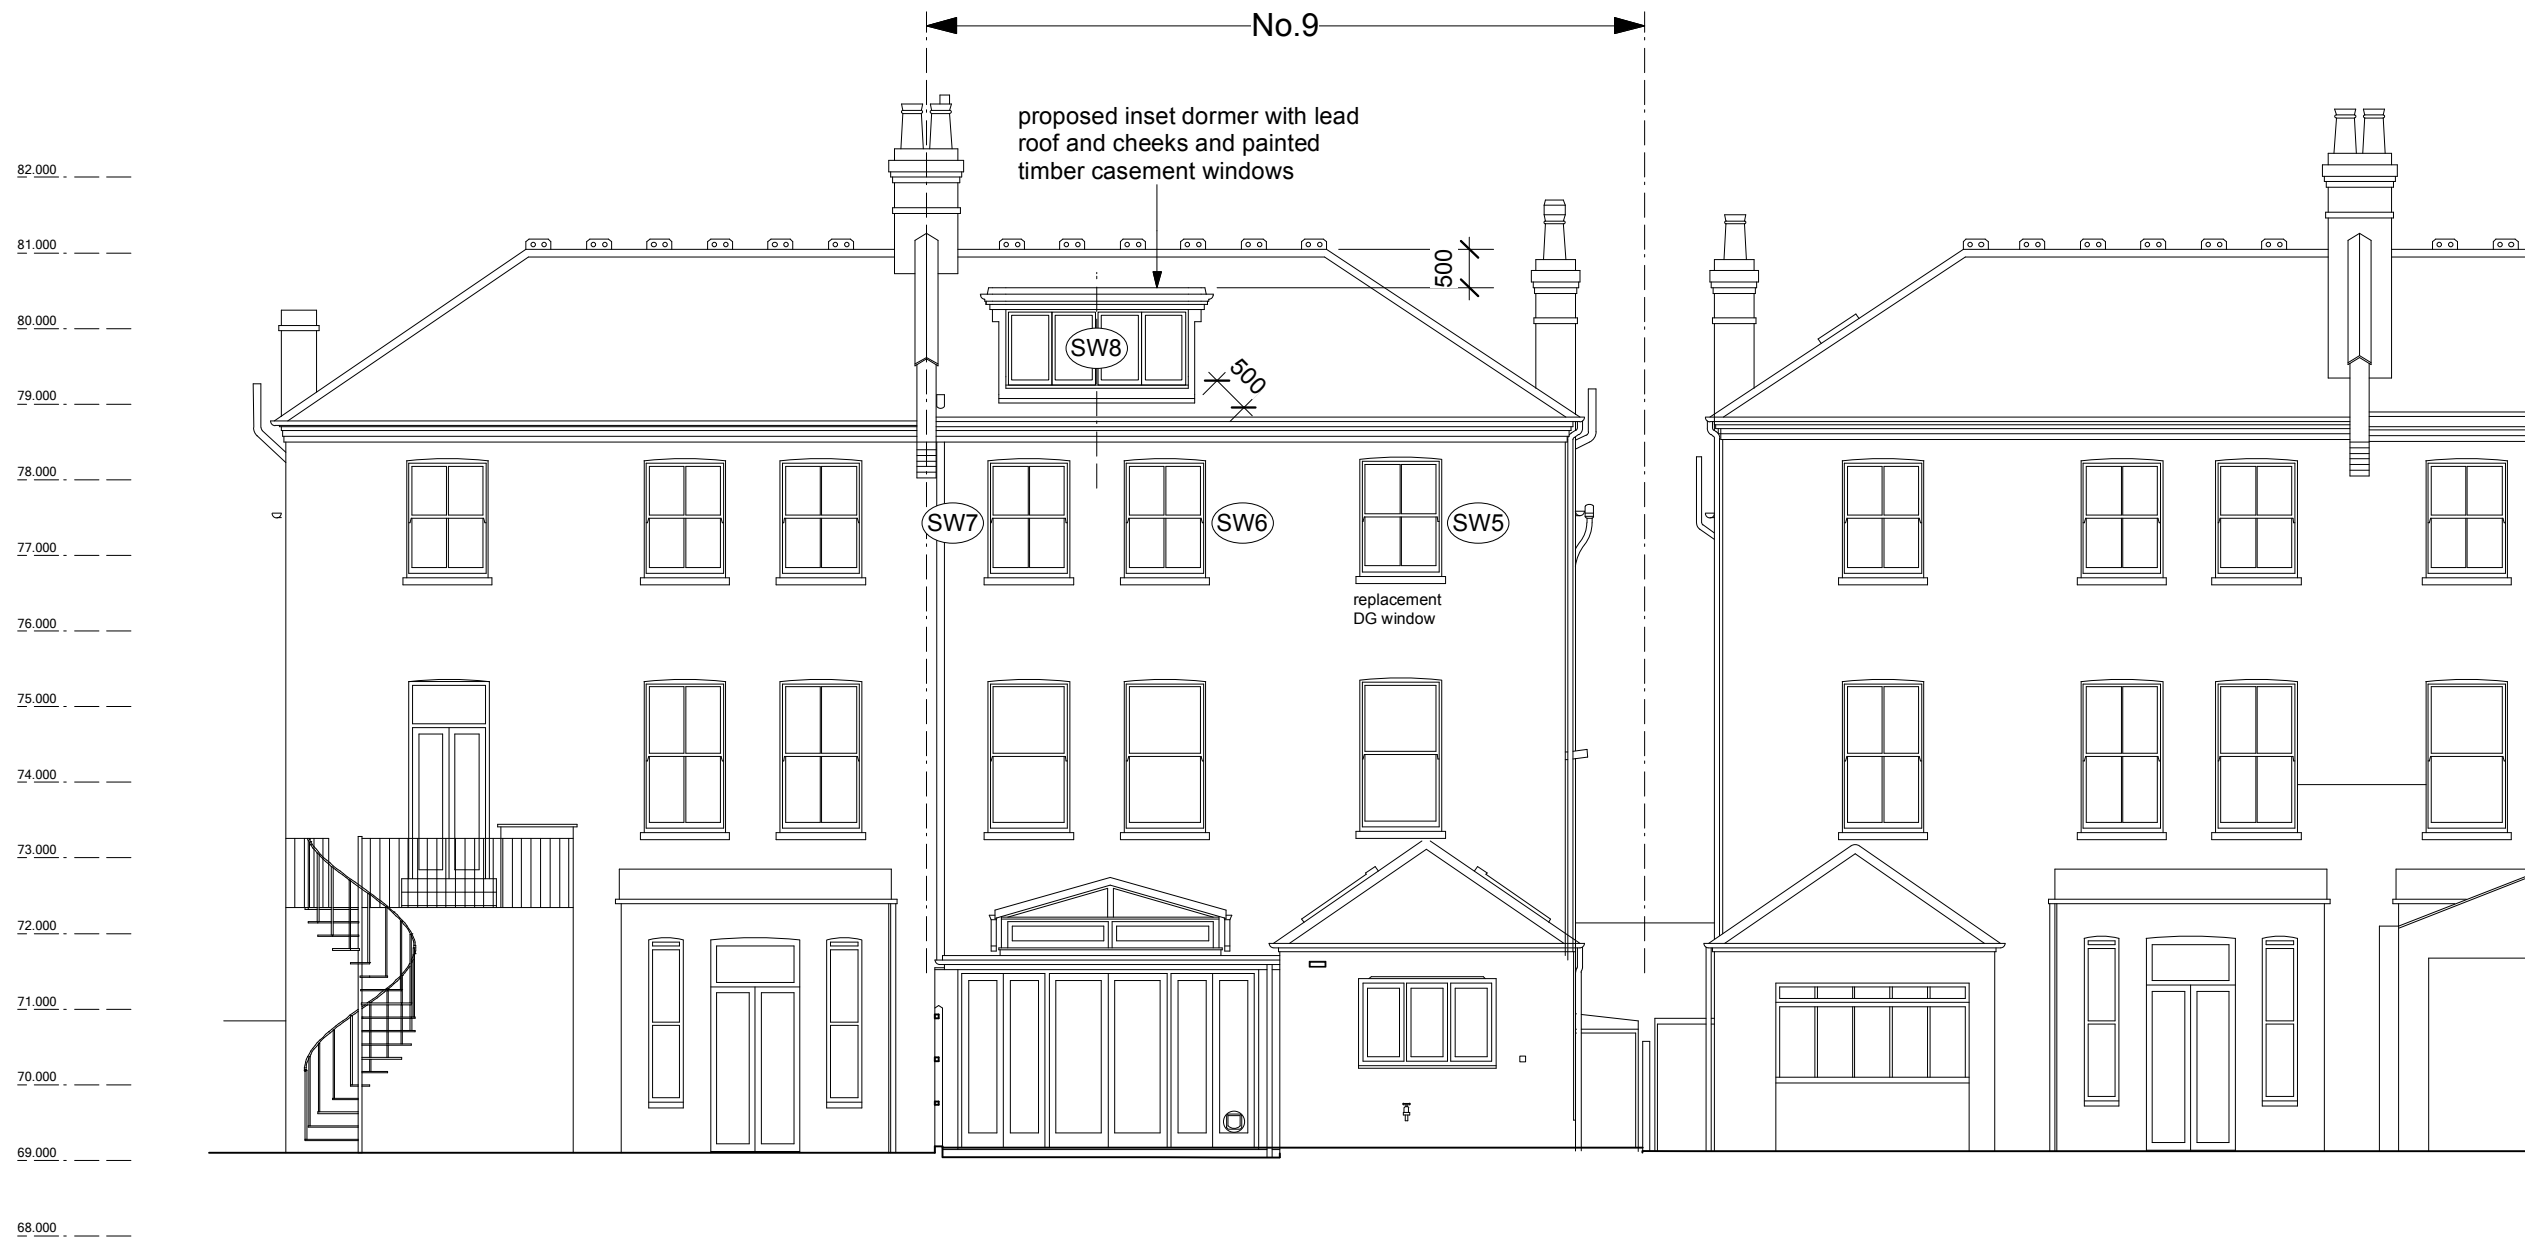 No.9
proposed inset dormer with lead
roof and cheeks and painted
timber casement windows
82.000
81.000
500
80.000
SW8
500
79.000
78.000
SW7
SW6
SW5
77.000
replacement
DG window
76.000
75.000
74.000
73.000
72.000
71.000
70.000
69.000
68.000